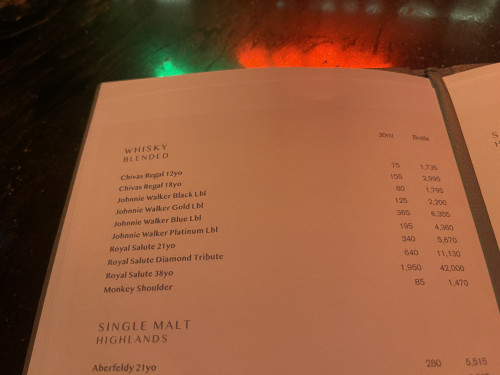 WHISKY
BLENDED
30ml Bottle
Chivas Regal 12yo 75 1,735
Chivas Regal 18yo 155 2,995
Johnnie Walker Black Lbl 80 1,795
Johnnie Walker Gold Lbl 125 2,200
Johnnie Walker Blue Lbl 365 6,355
Johnnie Walker Platinum Lbl 195 4,360
Royal Salute 21yo 340 5,670
Royal Salute Diamond Tribute 640 11,130
Royal Salute 38yo 1,950 42,000
Monkey Shoulder 85 1,470
SINGLE MALT
HIGHLANDS
Aberfeldy 21yo 280 5,515